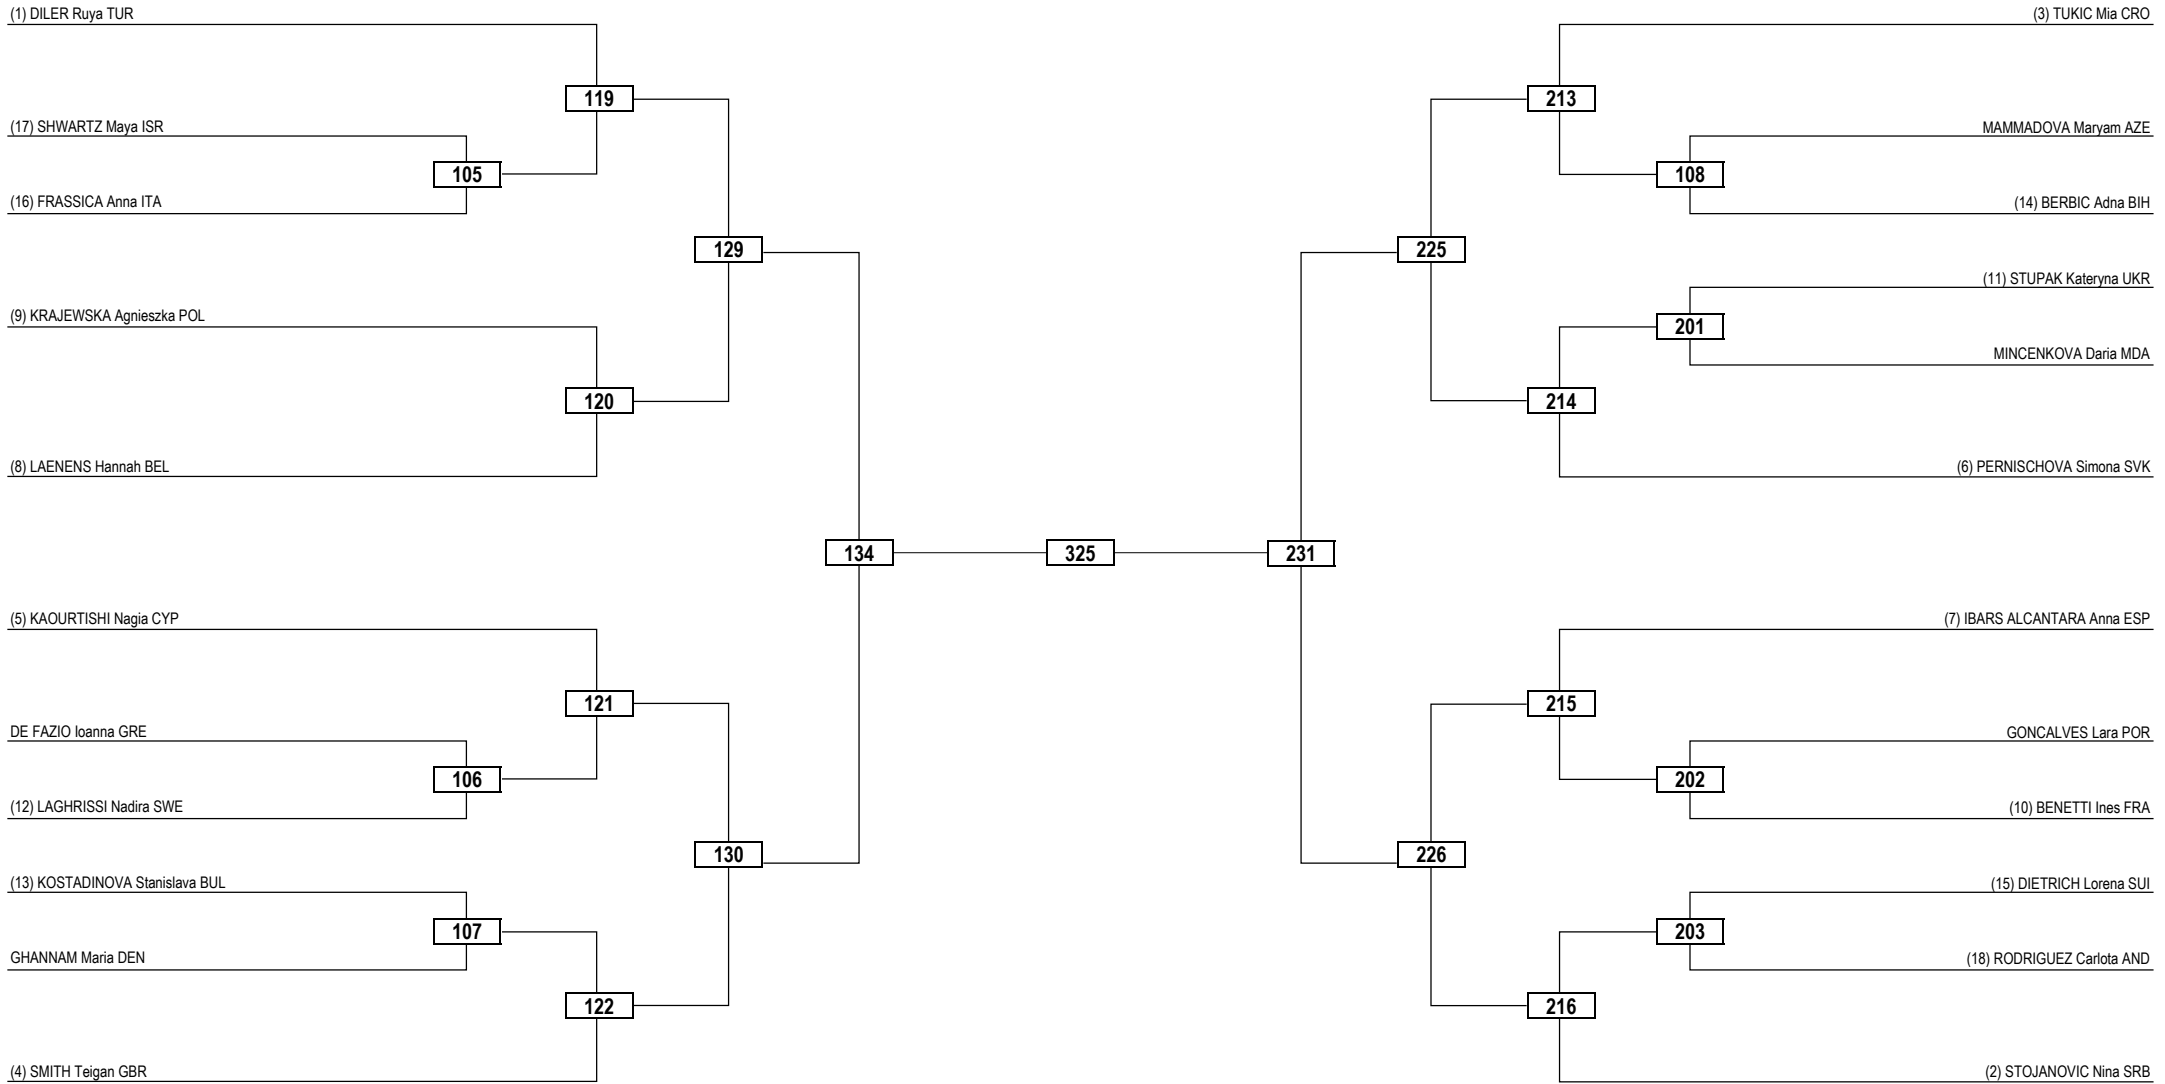 (1) DILER Ruya TUR
(3) TUKIC Mia CRO
119
213
(17) SHWARTZ Maya ISR
MAMMADOVA Maryam AZE
105
108
(16) FRASSICA Anna ITA
(14) BERBIC Adna BIH
129
225
(11) STUPAK Kateryna UKR
(9) KRAJEWSKA Agnieszka POL
201
MINCENKOVA Daria MDA
120
214
(8) LAENENS Hannah BEL
(6) PERNISCHOVA Simona SVK
134
325
231
(5) KAOURTISHI Nagia CYP
(7) IBARS ALCANTARA Anna ESP
121
215
DE FAZIO Ioanna GRE
GONCALVES Lara POR
106
202
(12) LAGHRISSI Nadira SWE
(10) BENETTI Ines FRA
130
226
(13) KOSTADINOVA Stanislava BUL
(15) DIETRICH Lorena SUI
107
203
GHANNAM Maria DEN
(18) RODRIGUEZ Carlota AND
122
216
(4) SMITH Teigan GBR
(2) STOJANOVIC Nina SRB